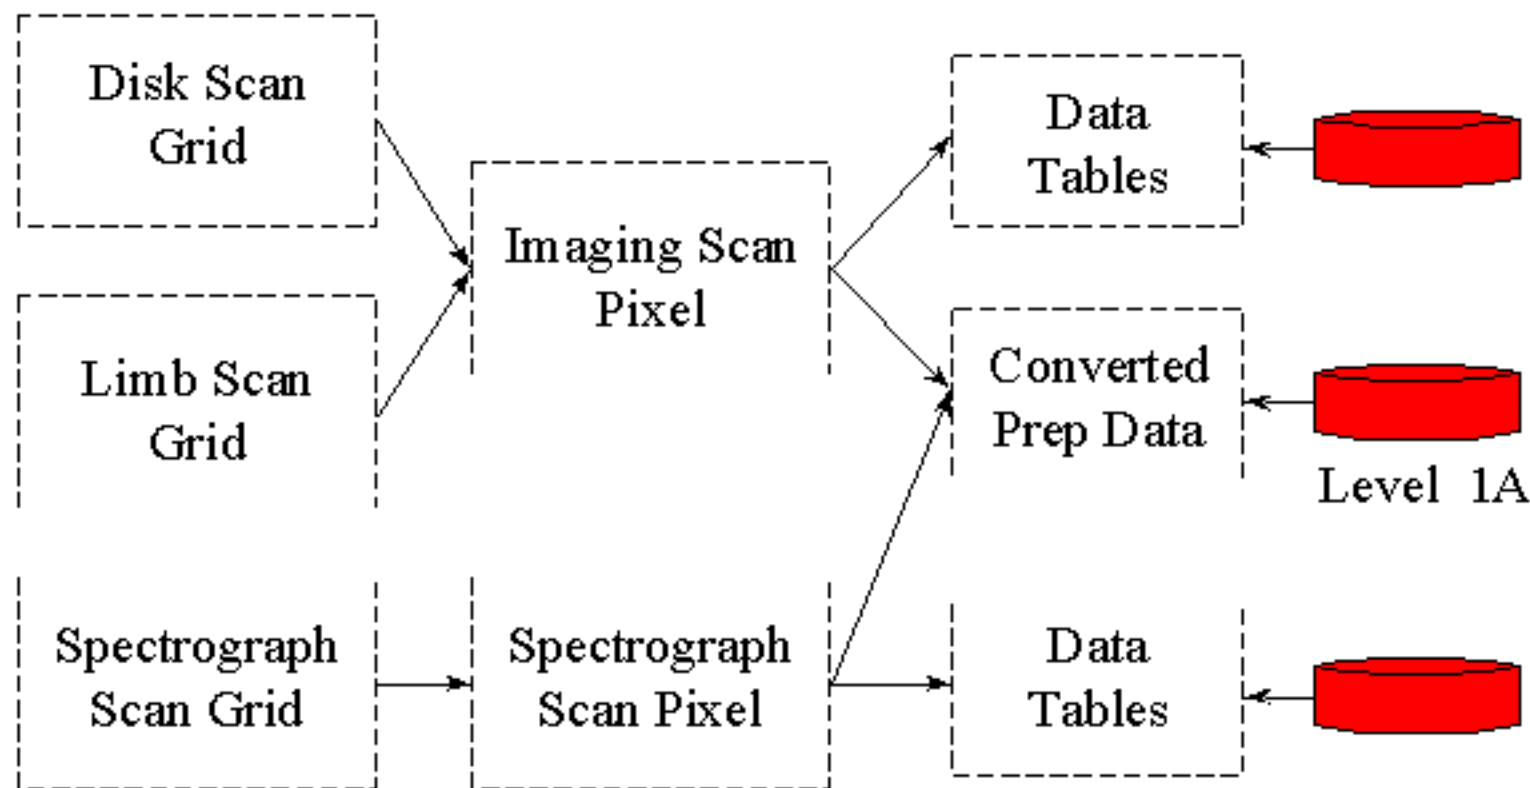 Disk Scan
Grid
Limb Scan
Grid
Spectrograph
Scan Grid
Imaging Scan
Pixel
Spectrograph
Scan Pixel
Data
Tables
Converted
Prep Data
Data
Tables
Level 1A